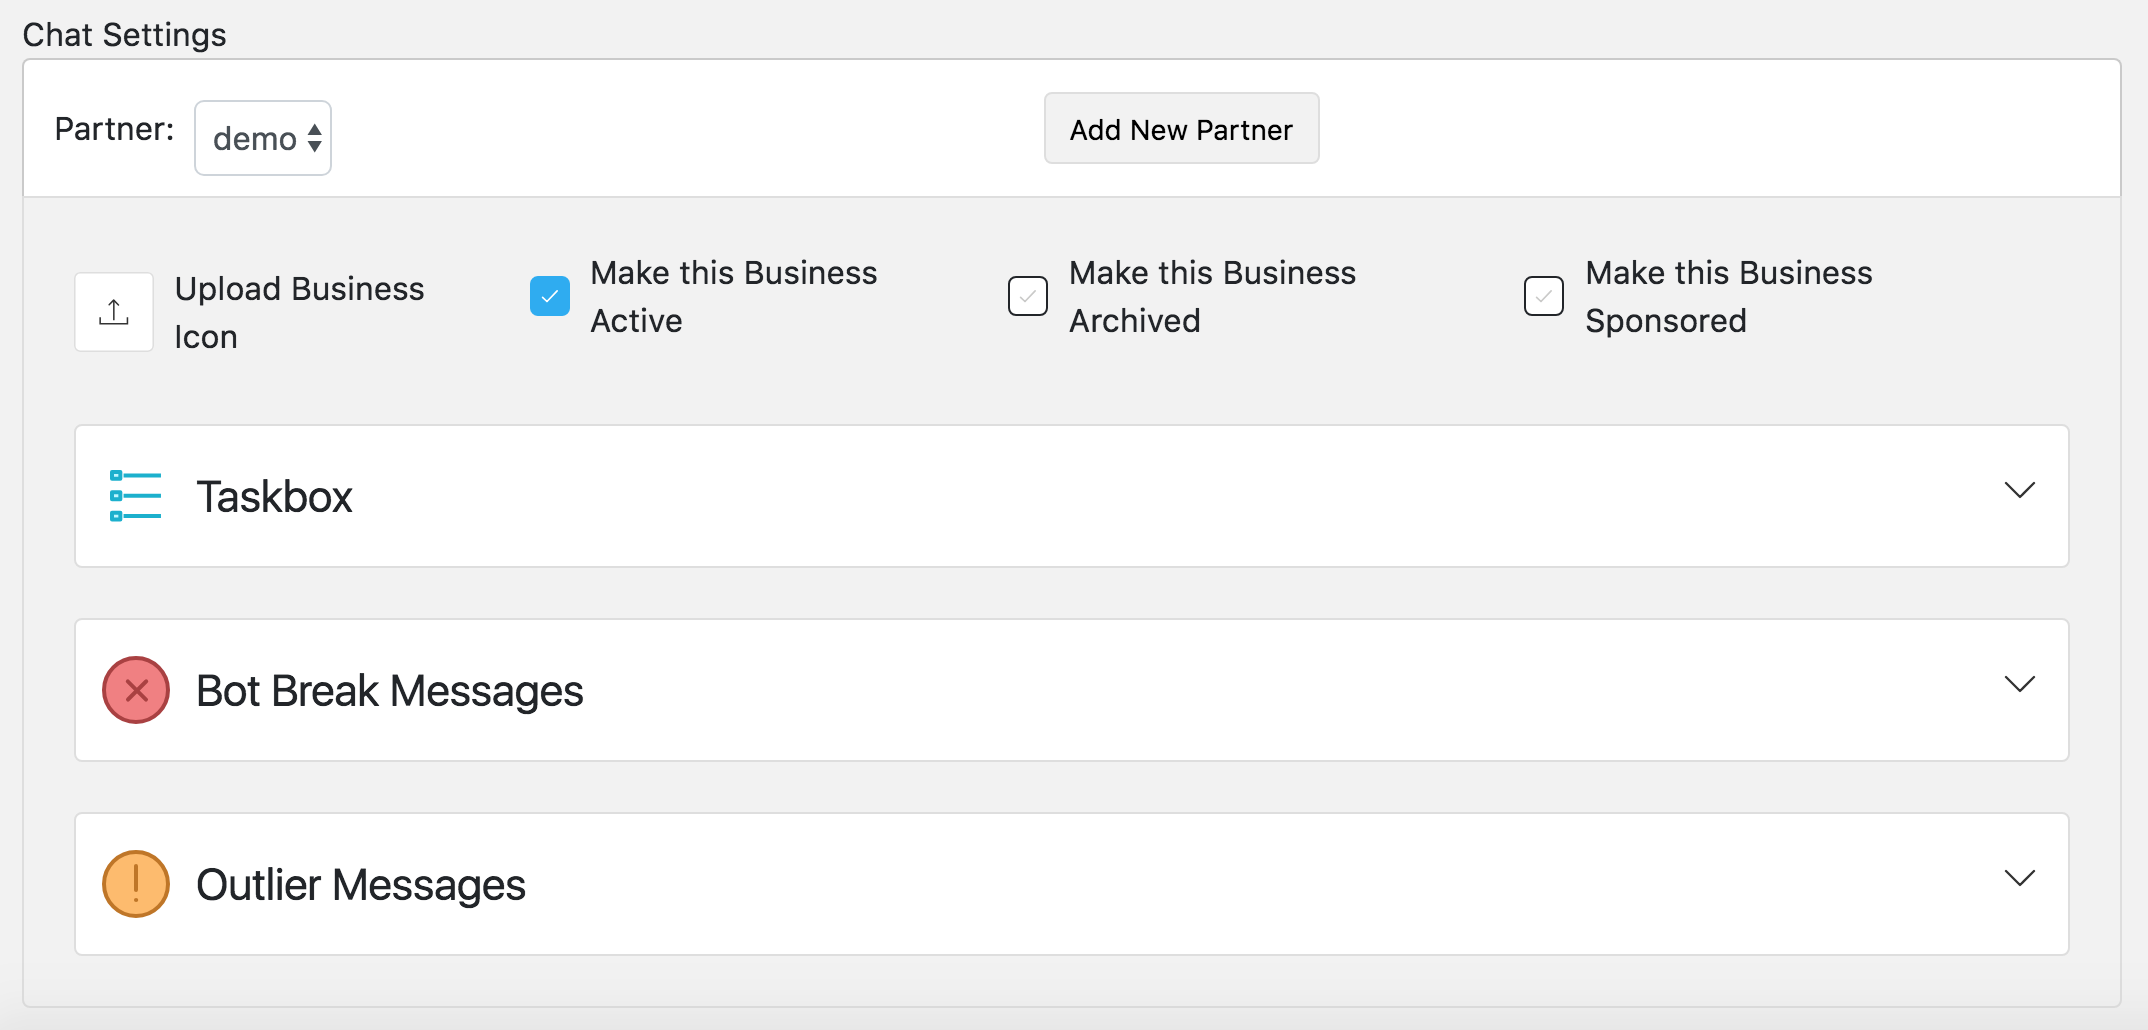 Chat Settings
Partner: demo Add New Partner
Upload Business
Icon
Make this Business
Active
Make this Business
Archived
Make this Business
Sponsored
Taskbox
Bot Break Messages
Outlier Messages